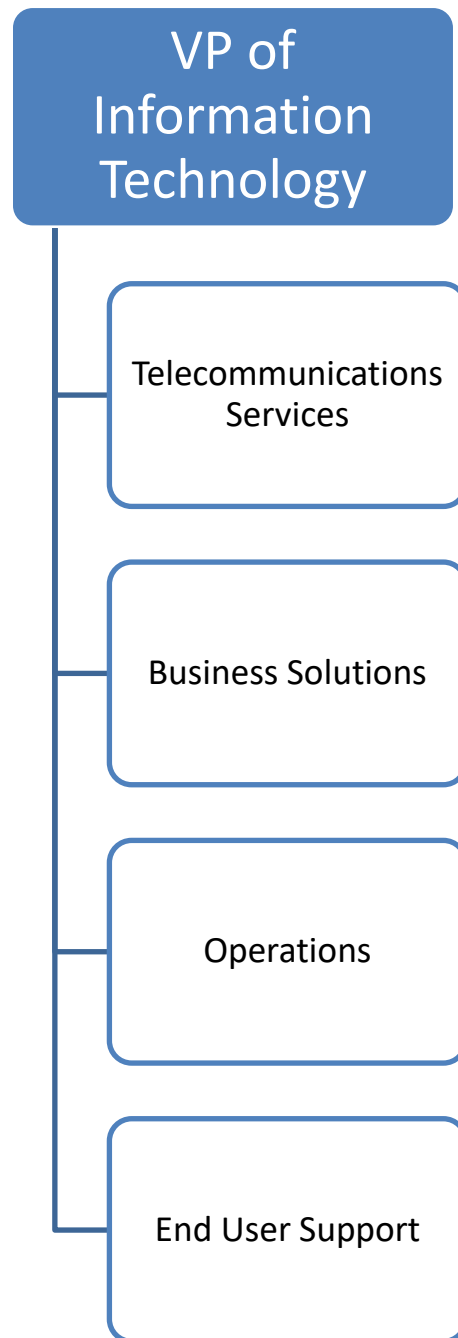 VP of
Information
Technology
Telecommunications
Services
Business Solutions
Operations
End User Support